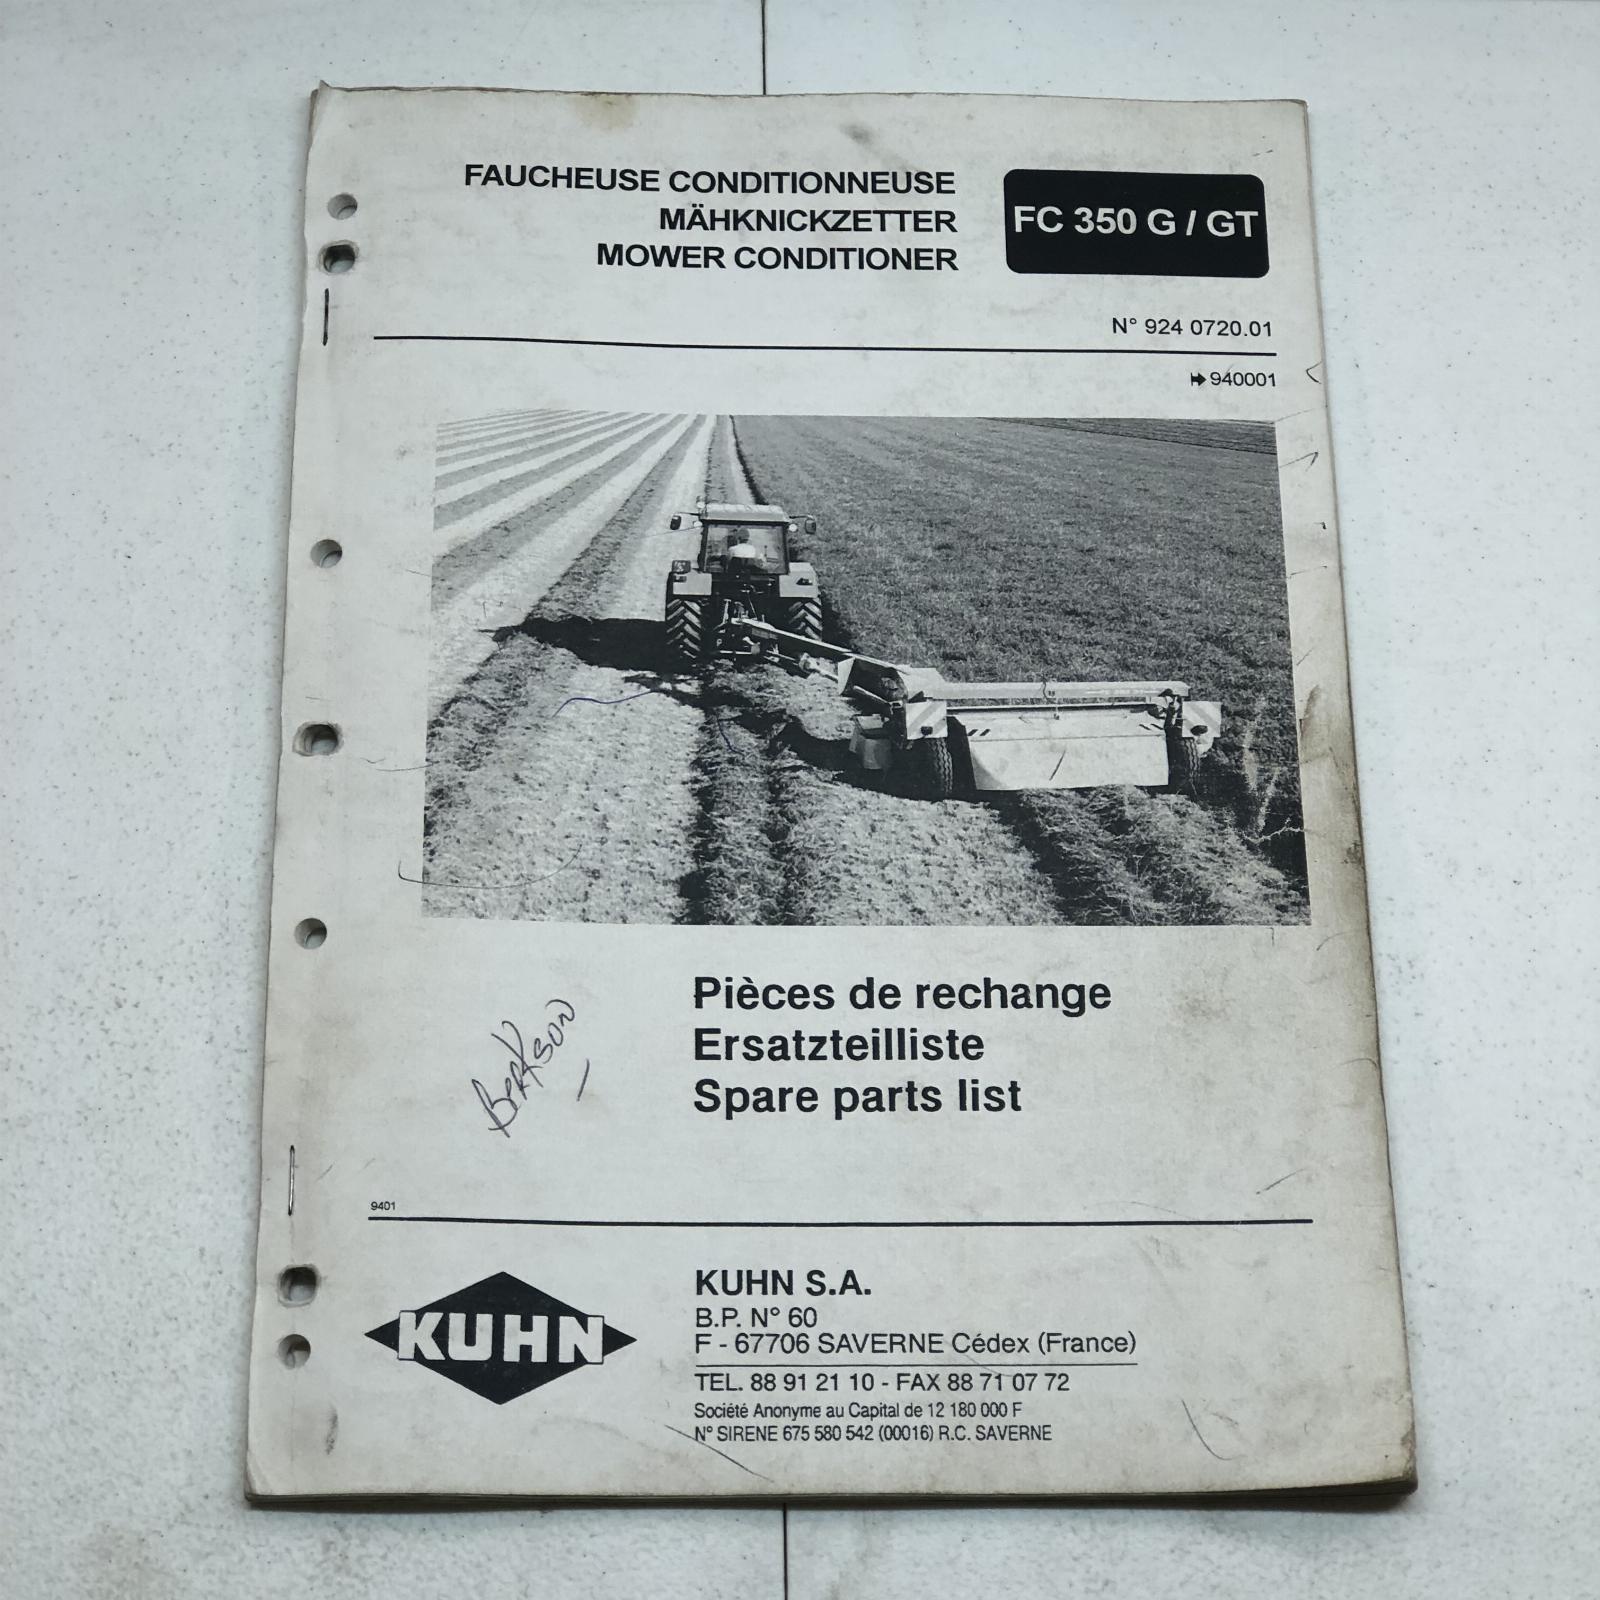 FAUCHEUSE CONDITIONNEUSE
MÄHKNICKZETTER
MOWER CONDITIONER
FC 350 G / GT
N° 924 0720.01
940001
Pièces de rechange
Ersatzteilliste
Spare parts list
BERKSON
9401
KUHN
KUHN S.A.
B.P. N° 60
F - 67706 SAVERNE Cédex (France)
TEL. 88 91 21 10 - FAX 88 71 07 72
Société Anonyme au Capital de 12 180 000 F
N° SIRENE 675 580 542 (00016) R.C. SAVERNE